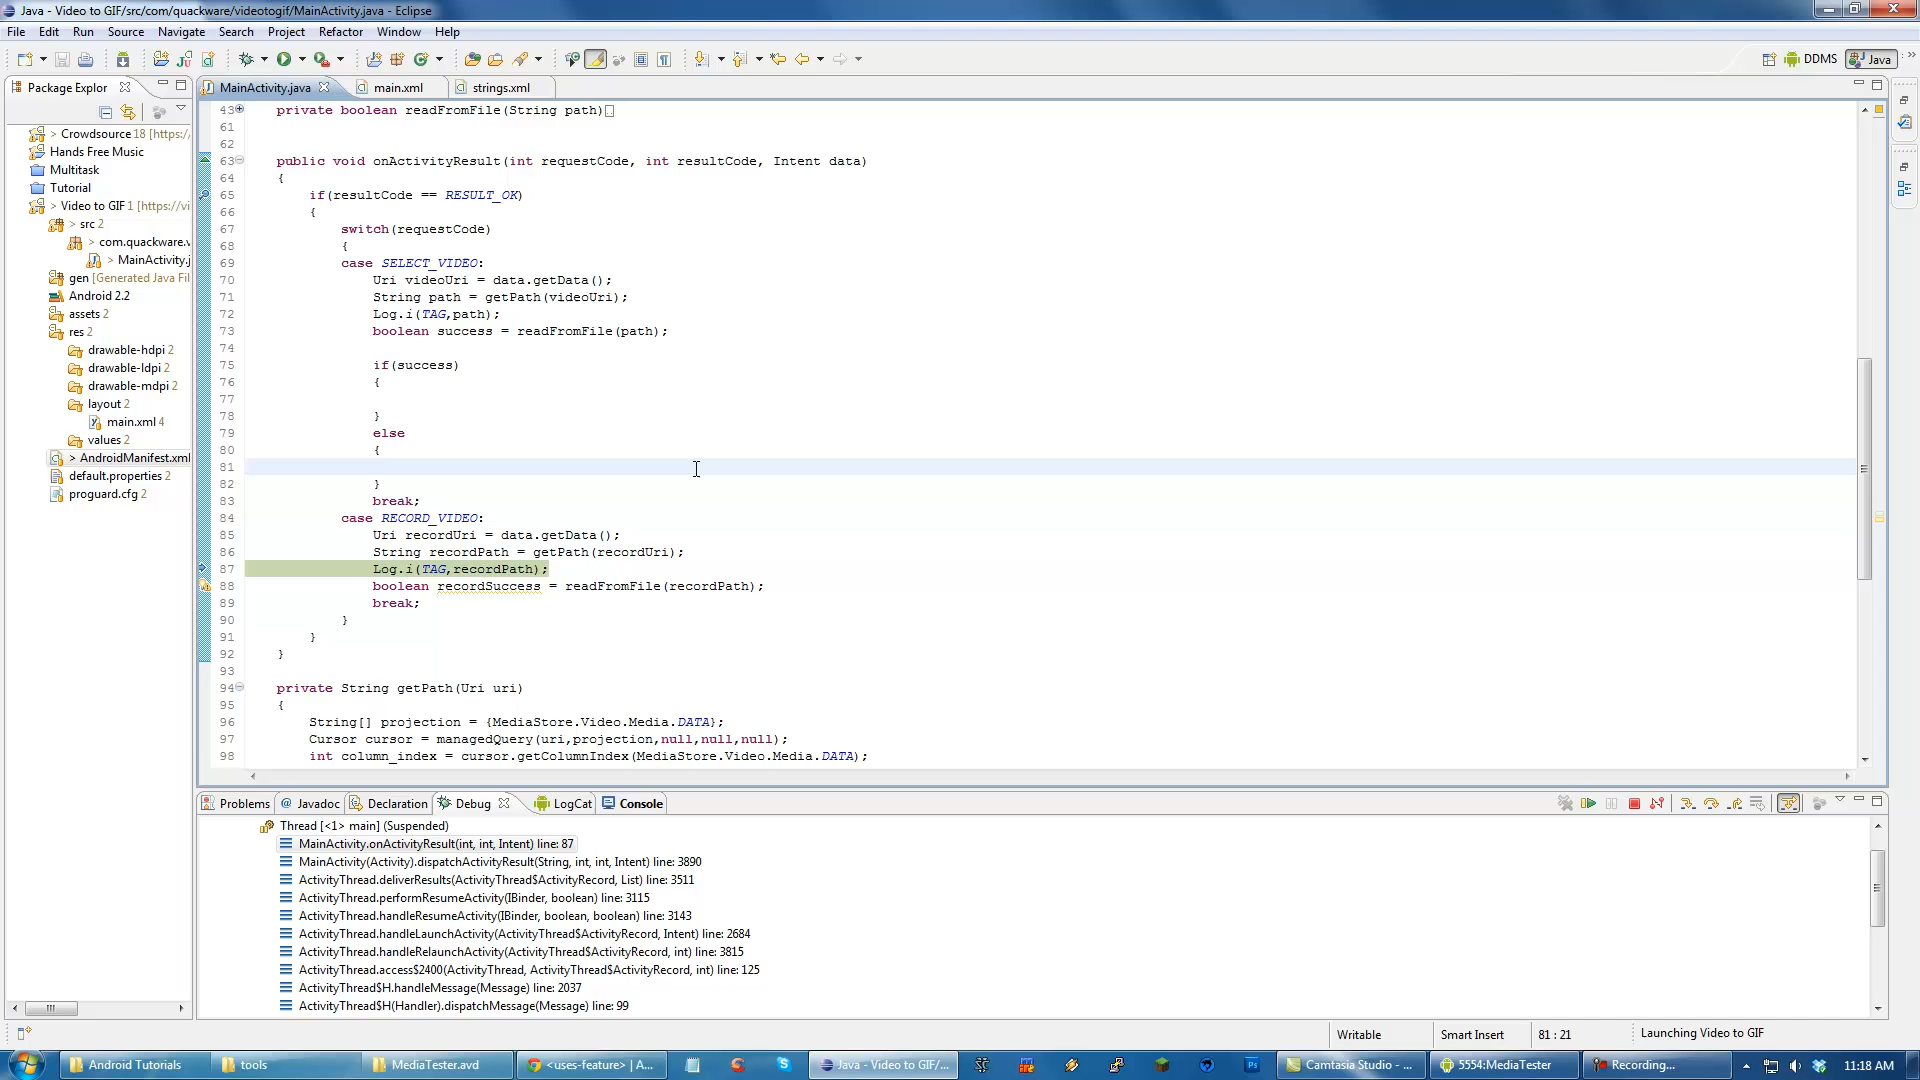 Java - Video to GIF/src/com/quackware/videotogif/MainActivity.java - Eclipse
File Edit Run Source Navigate Search Project Refactor Window Help
DDMS Java
Package Explor
MainActivity.java main.xml strings.xml
> Crowdsource 18 [https:/
Hands Free Music
Multitask
Tutorial
> Video to GIF 1 [https://vi
> src 2
> com.quackware.v
> MainActivity.j
gen [Generated Java Fil
Android 2.2
assets 2
res 2
drawable-hdpi 2
drawable-ldpi 2
drawable-mdpi 2
layout 2
main.xml 4
values 2
> AndroidManifest.xml
default.properties 2
proguard.cfg 2
43 private boolean readFromFile(String path)
61
62
63 public void onActivityResult(int requestCode, int resultCode, Intent data)
64 {
65 if(resultCode == RESULT_OK)
66 {
67 switch(requestCode)
68 {
69 case SELECT_VIDEO:
70 Uri videoUri = data.getData();
71 String path = getPath(videoUri);
72 Log.i(TAG,path);
73 boolean success = readFromFile(path);
74
75 if(success)
76 {
77
78 }
79 else
80 {
81
82 }
83 break;
84 case RECORD_VIDEO:
85 Uri recordUri = data.getData();
86 String recordPath = getPath(recordUri);
87 Log.i(TAG,recordPath);
88 boolean recordSuccess = readFromFile(recordPath);
89 break;
90 }
91 }
92 }
93
94 private String getPath(Uri uri)
95 {
96 String[] projection = {MediaStore.Video.Media.DATA};
97 Cursor cursor = managedQuery(uri,projection,null,null,null);
98 int column_index = cursor.getColumnIndex(MediaStore.Video.Media.DATA);
Problems @ Javadoc Declaration Debug LogCat Console
Thread [<1> main] (Suspended)
MainActivity.onActivityResult(int, int, Intent) line: 87
MainActivity(Activity).dispatchActivityResult(String, int, int, Intent) line: 3890
ActivityThread.deliverResults(ActivityThread$ActivityRecord, List) line: 3511
ActivityThread.performResumeActivity(IBinder, boolean) line: 3115
ActivityThread.handleResumeActivity(IBinder, boolean, boolean) line: 3143
ActivityThread.handleLaunchActivity(ActivityThread$ActivityRecord, Intent) line: 2684
ActivityThread.handleRelaunchActivity(ActivityThread$ActivityRecord, int) line: 3815
ActivityThread.access$2400(ActivityThread, ActivityThread$ActivityRecord, int) line: 125
ActivityThread$H.handleMessage(Message) line: 2037
ActivityThread$H(Handler).dispatchMessage(Message) line: 99
Writable Smart Insert 81 : 21 Launching Video to GIF
Android Tutorials tools MediaTester.avd <uses-feature> | A... Java - Video to GIF/... Ps Camtasia Studio - ... 5554:MediaTester Recording... 11:18 AM